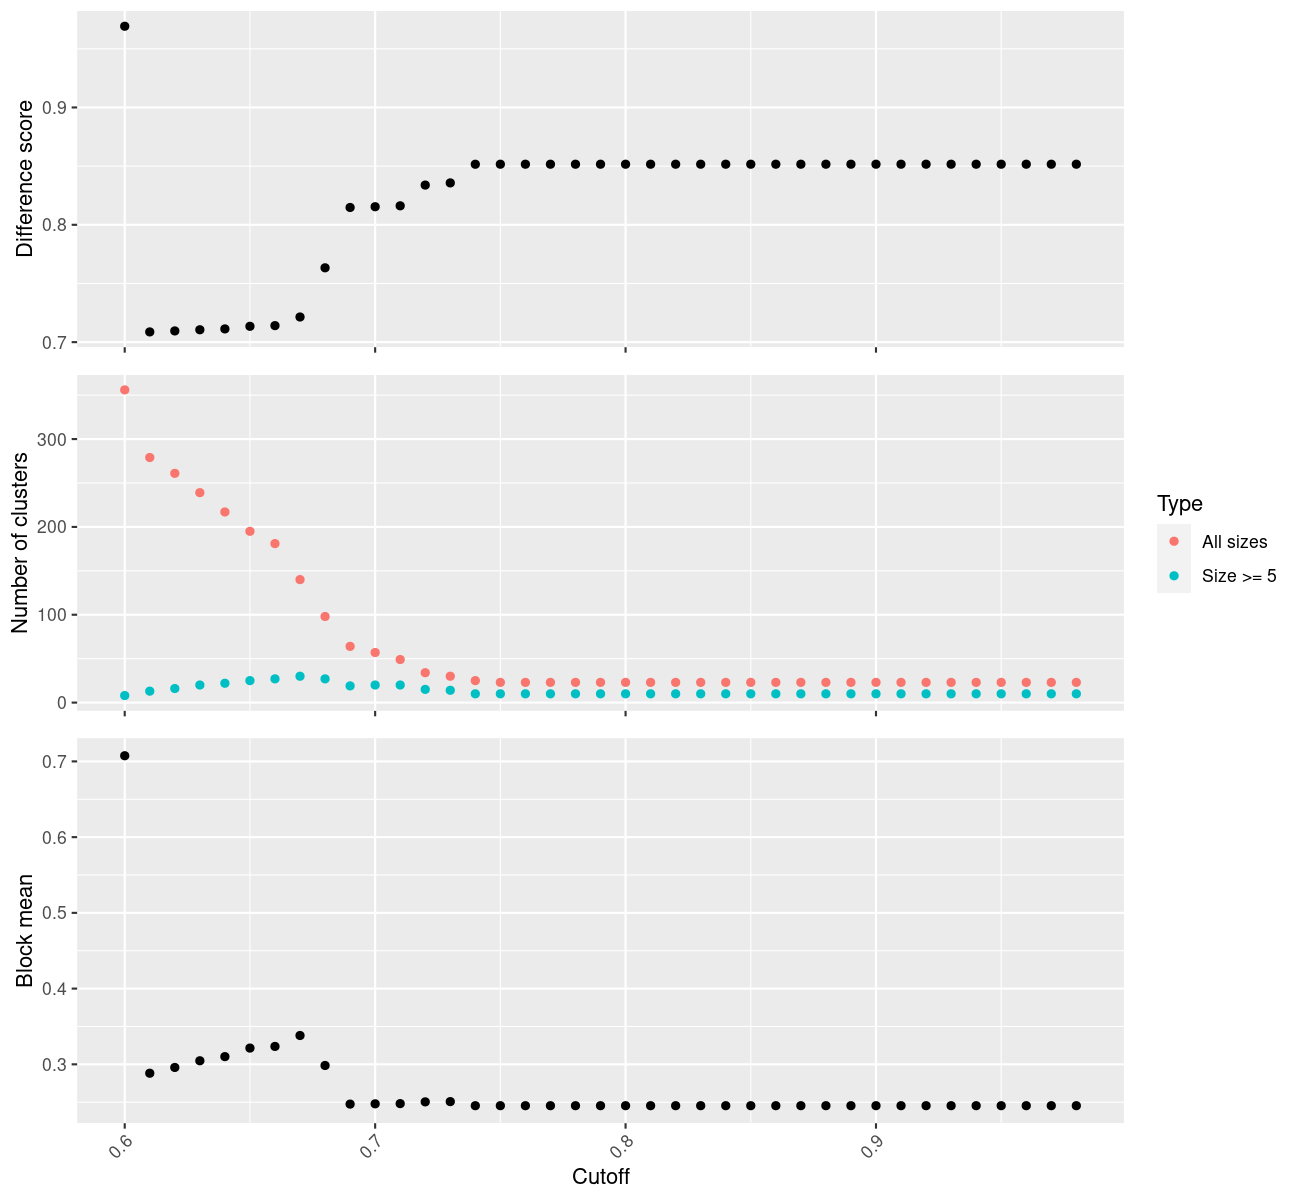 Difference score
0.9
0.8
0.7
Number of clusters
300
200
100
0
Type
All sizes
Size >= 5
Block mean
0.7
0.6
0.5
0.4
0.3
0.6
0.7
0.8
0.9
Cutoff